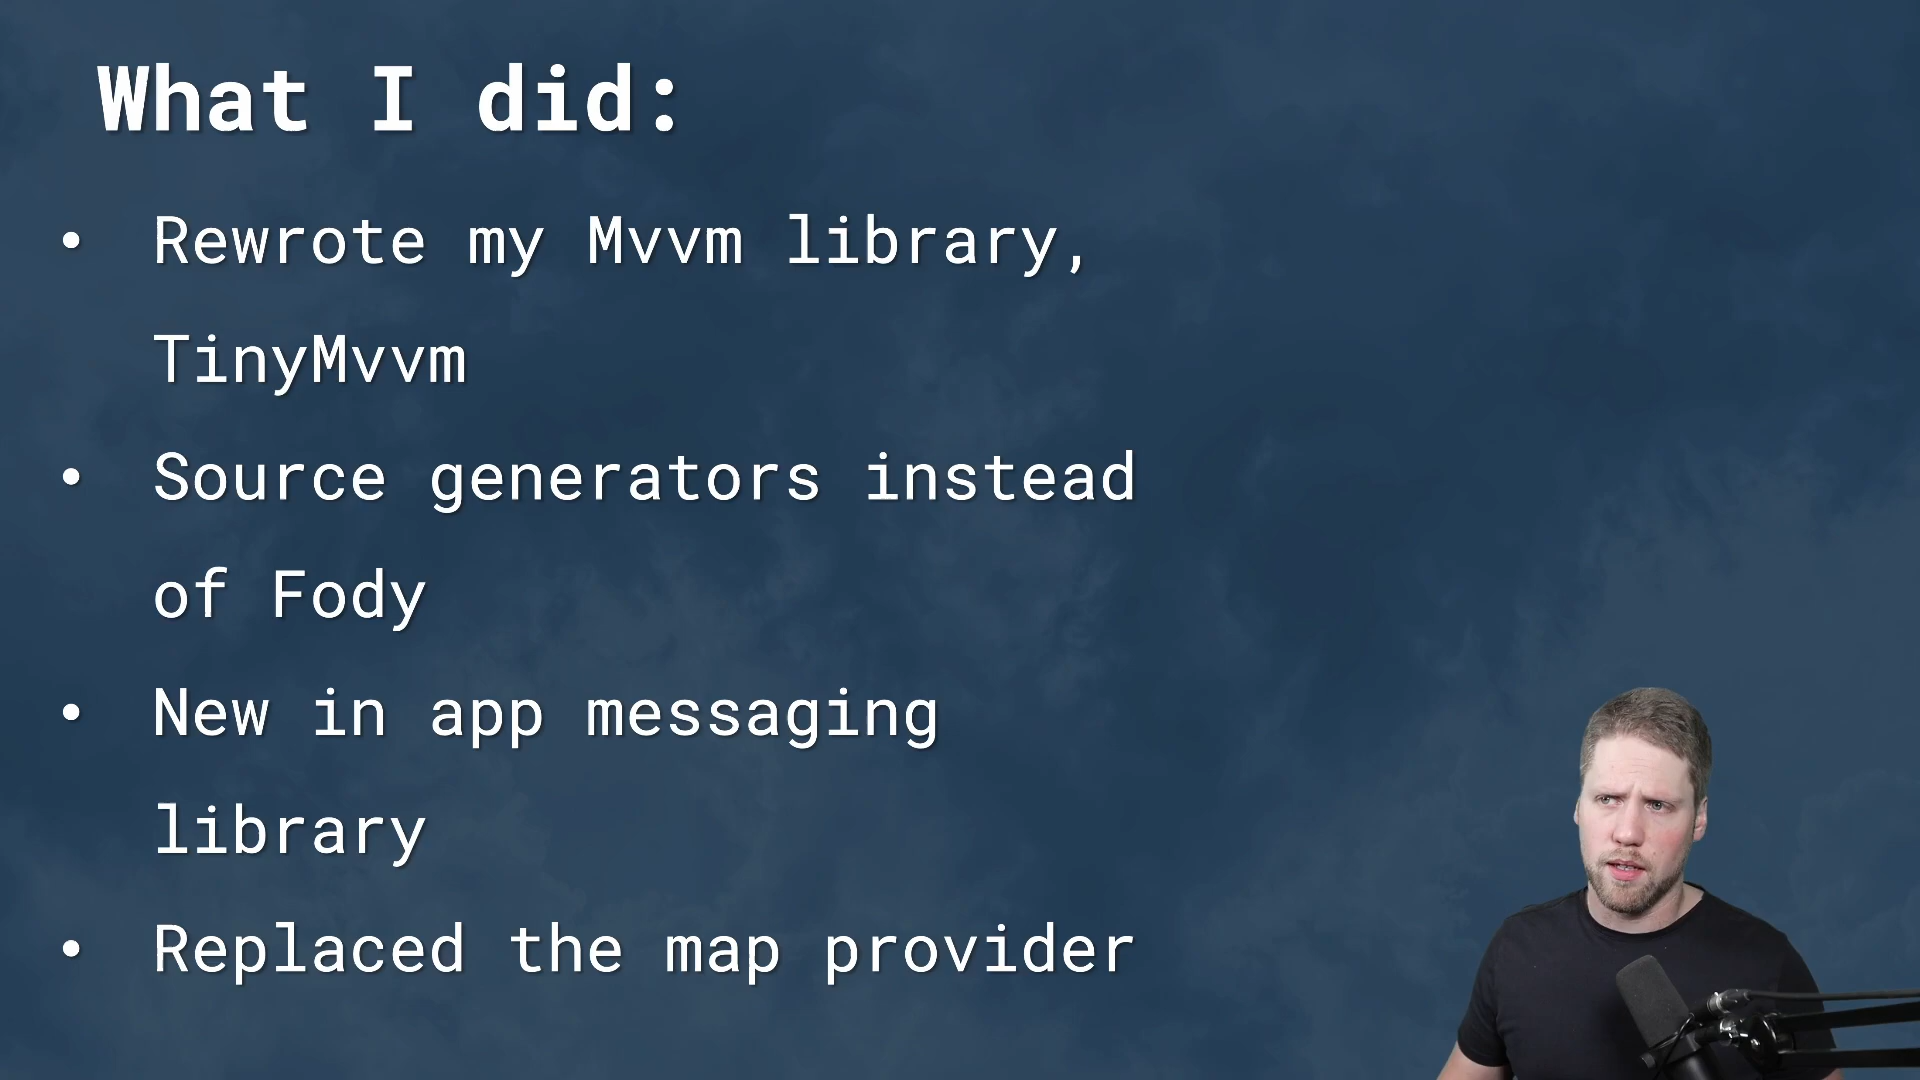 What I did:
• Rewrote my Mvvm library,
TinyMvvm
• Source generators instead
of Fody
• New in app messaging
library
• Replaced the map provider